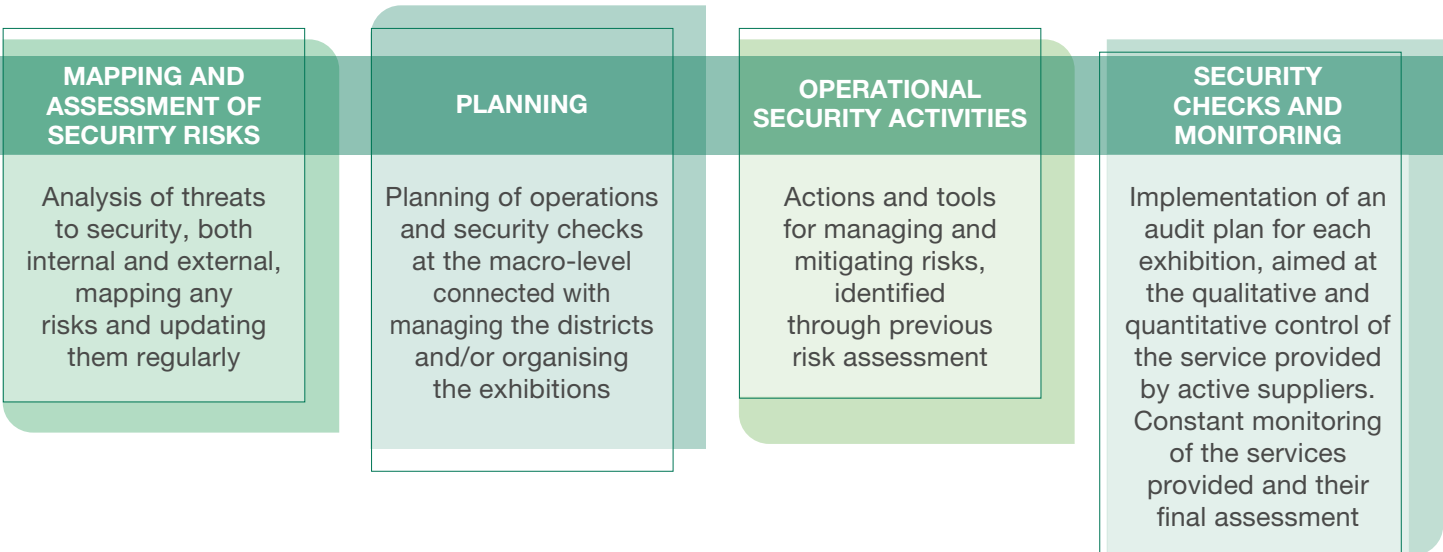 MAPPING AND
ASSESSMENT OF
SECURITY RISKS
Analysis of threats
to security, both
internal and external,
mapping any
risks and updating
them regularly
PLANNING
Planning of operations
and security checks
at the macro-level
connected with
managing the districts
and/or organising
the exhibitions
OPERATIONAL
SECURITY ACTIVITIES
Actions and tools
for managing and
mitigating risks,
identified
through previous
risk assessment
SECURITY
CHECKS AND
MONITORING
Implementation of an
audit plan for each
exhibition, aimed at
the qualitative and
quantitative control of
the service provided
by active suppliers.
Constant monitoring
of the services
provided and their
final assessment